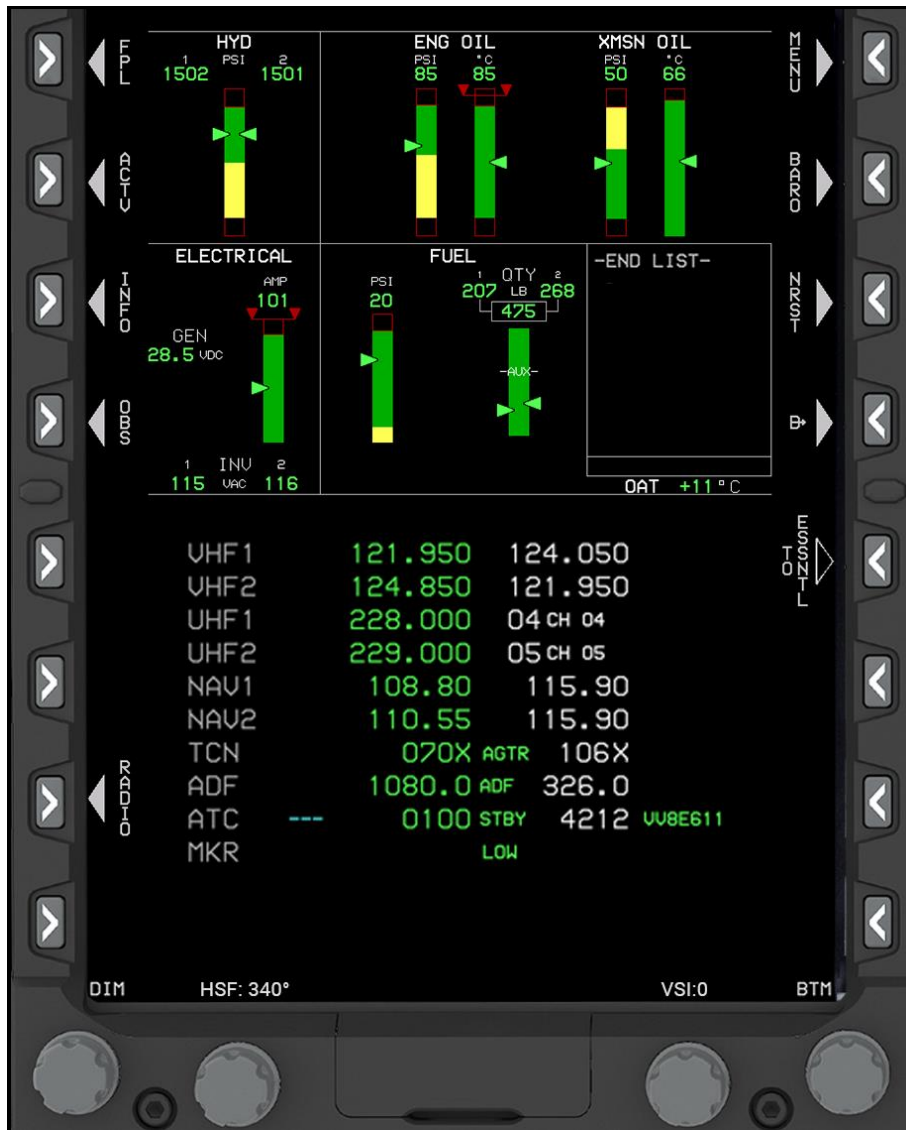 HYD
1 PSI 2
1502 1501
ENG OIL
PSI °C
85 85
XMSN OIL
PSI °C
50 66
FPL
MENU
ACTV
BARO
ELECTRICAL
AMP
101
GEN
28.5 VDC
1 INV 2
115 VAC 116
FUEL
PSI
20
1 QTY 2
207 LB 268
475
-AUX-
-END LIST-
OAT +11°C
INFO
NRST
OBS
D→
ESSNTL
TO
VHF1 121.950 124.050
VHF2 124.850 121.950
UHF1 228.000 04 CH 04
UHF2 229.000 05 CH 05
NAV1 108.80 115.90
NAV2 110.55 115.90
TCN 070X AGTR 106X
ADF 1080.0 ADF 326.0
ATC --- 0100 STBY 4212 VV8E611
MKR LOW
RADIO
DIM HSF: 340° VSI:0 BTM